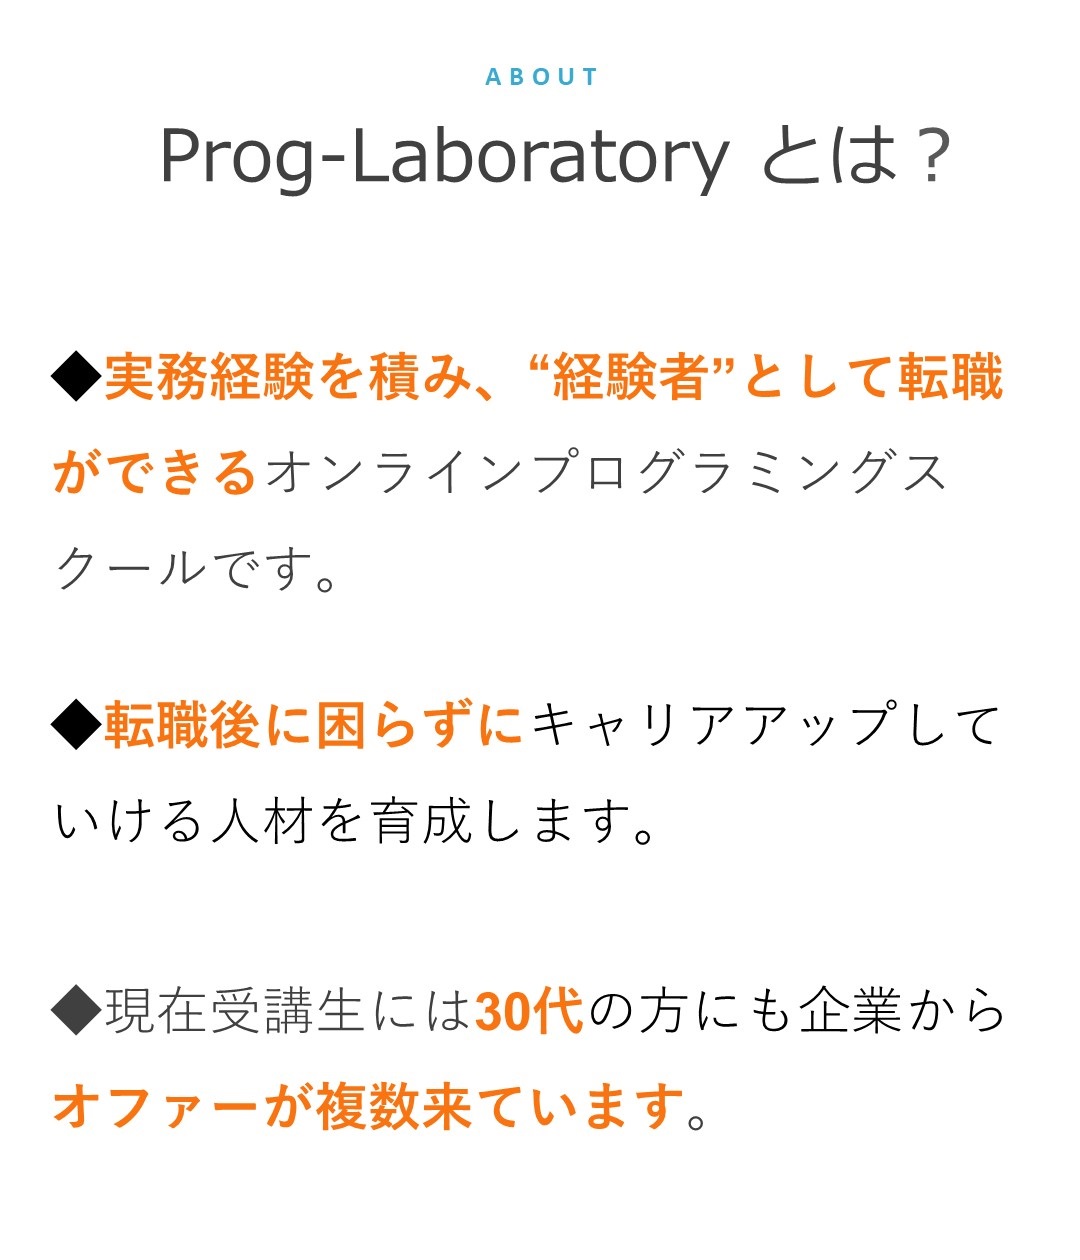 ABOUT
Prog-Laboratory とは？
◆実務経験を積み、“経験者”として転職
ができるオンラインプログラミングス
クールです。
◆転職後に困らずにキャリアアップして
いける人材を育成します。
◆現在受講生には30代の方にも企業から
オファーが複数来ています。